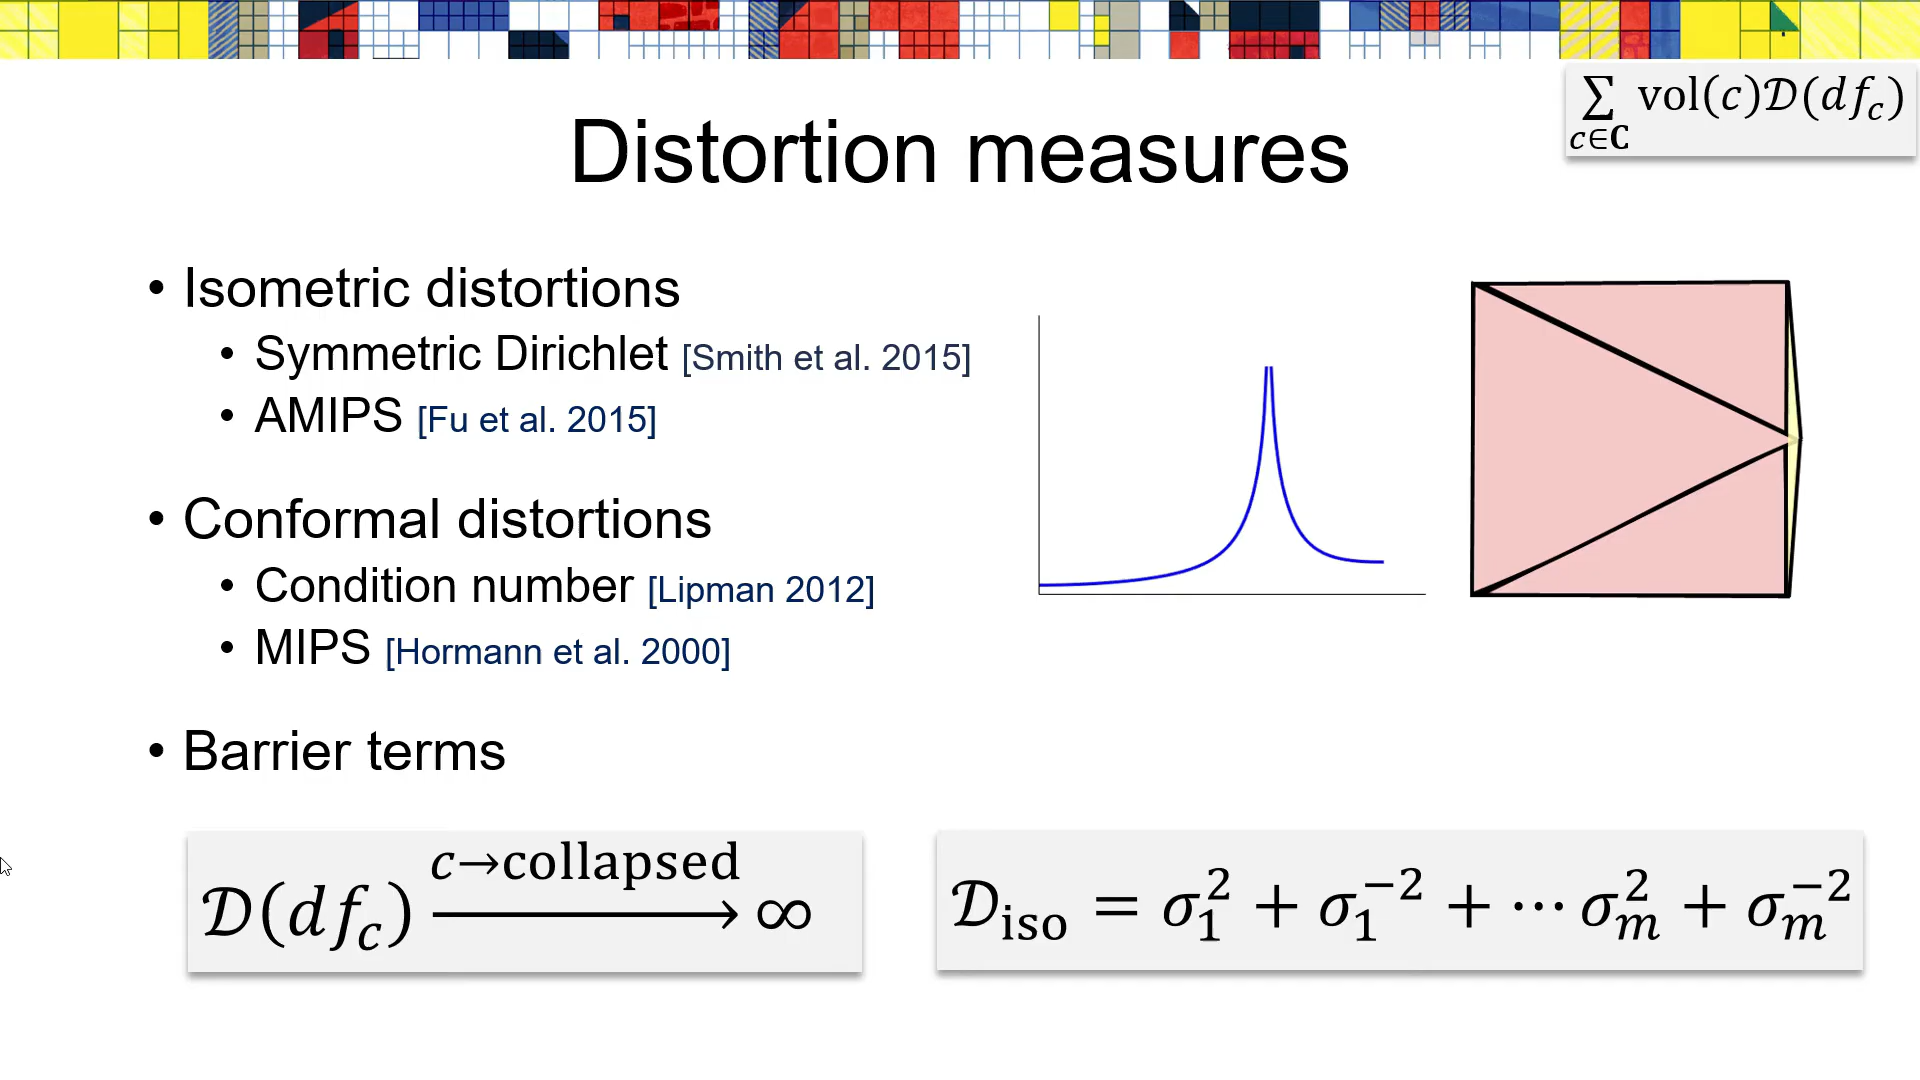 ∑ vol(c)𝒟(df_c)
c∈𝐂
Distortion measures
• Isometric distortions
• Symmetric Dirichlet [Smith et al. 2015]
• AMIPS [Fu et al. 2015]
• Conformal distortions
• Condition number [Lipman 2012]
• MIPS [Hormann et al. 2000]
• Barrier terms
c→collapsed
𝒟(df_c) ⟶ ∞
𝒟_iso = σ_1^2 + σ_1^−2 + ⋯ σ_m^2 + σ_m^−2